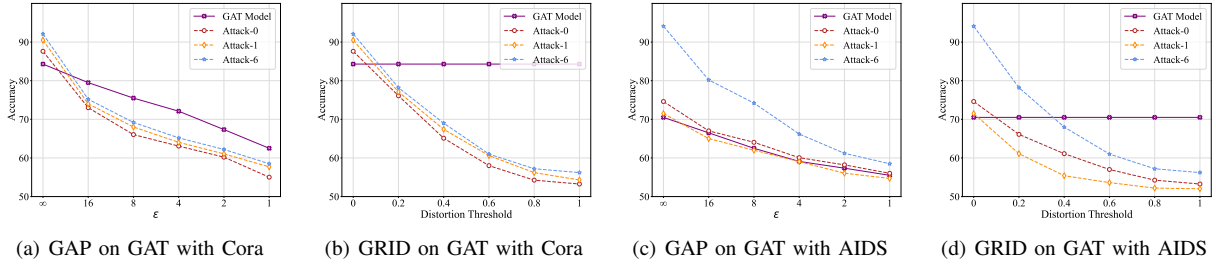 GAT Model
Attack-0
Attack-1
Attack-6
Accuracy
90
80
70
60
50
∞ 16 8 4 2 1
ε
(a) GAP on GAT with Cora
GAT Model
Attack-0
Attack-1
Attack-6
Accuracy
90
80
70
60
50
0 0.2 0.4 0.6 0.8 1
Distortion Threshold
(b) GRID on GAT with Cora
GAT Model
Attack-0
Attack-1
Attack-6
Accuracy
90
80
70
60
50
∞ 16 8 4 2 1
ε
(c) GAP on GAT with AIDS
GAT Model
Attack-0
Attack-1
Attack-6
Accuracy
90
80
70
60
50
0 0.2 0.4 0.6 0.8 1
Distortion Threshold
(d) GRID on GAT with AIDS